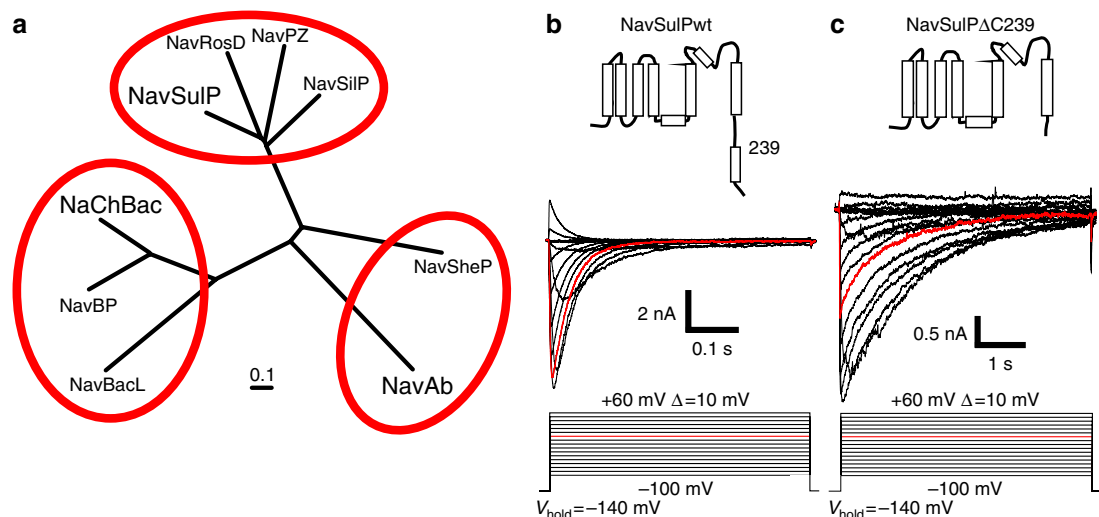 a
NavRosD
NavPZ
NavSulP
NavSilP
NaChBac
NavBP
NavBacL
NavSheP
NavAb
0.1
b
NavSulPwt
239
2 nA
0.1 s
+60 mV Δ=10 mV
−100 mV
Vhold=−140 mV
c
NavSulPΔC239
0.5 nA
1 s
+60 mV Δ=10 mV
−100 mV
Vhold=−140 mV